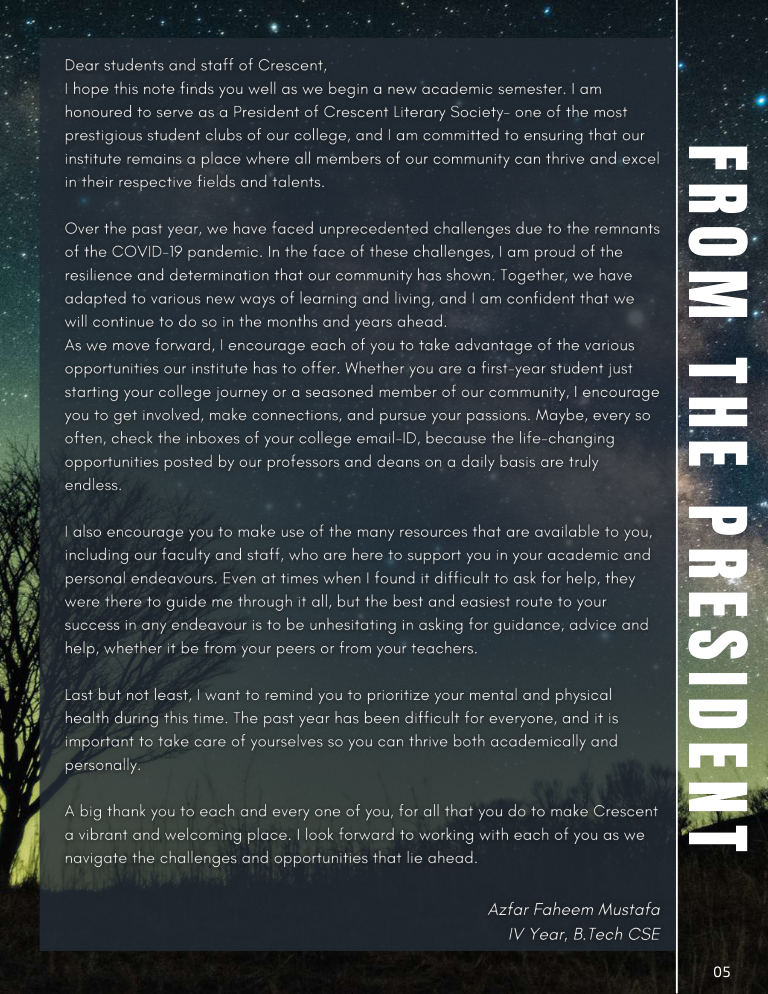 Dear students and staff of Crescent,
I hope this note finds you well as we begin a new academic semester. I am
honoured to serve as a President of Crescent Literary Society- one of the most
prestigious student clubs of our college, and I am committed to ensuring that our
institute remains a place where all members of our community can thrive and excel
in their respective fields and talents.
Over the past year, we have faced unprecedented challenges due to the remnants
of the COVID-19 pandemic. In the face of these challenges, I am proud of the
resilience and determination that our community has shown. Together, we have
adapted to various new ways of learning and living, and I am confident that we
will continue to do so in the months and years ahead.
As we move forward, I encourage each of you to take advantage of the various
opportunities our institute has to offer. Whether you are a first-year student just
starting your college journey or a seasoned member of our community, I encourage
you to get involved, make connections, and pursue your passions. Maybe, every so
often, check the inboxes of your college email-ID, because the life-changing
opportunities posted by our professors and deans on a daily basis are truly
endless.
I also encourage you to make use of the many resources that are available to you,
including our faculty and staff, who are here to support you in your academic and
personal endeavours. Even at times when I found it difficult to ask for help, they
were there to guide me through it all, but the best and easiest route to your
success in any endeavour is to be unhesitating in asking for guidance, advice and
help, whether it be from your peers or from your teachers.
Last but not least, I want to remind you to prioritize your mental and physical
health during this time. The past year has been difficult for everyone, and it is
important to take care of yourselves so you can thrive both academically and
personally.
A big thank you to each and every one of you, for all that you do to make Crescent
a vibrant and welcoming place. I look forward to working with each of you as we
navigate the challenges and opportunities that lie ahead.
Azfar Faheem Mustafa
IV Year, B.Tech CSE
FROM THE PRESIDENT
05